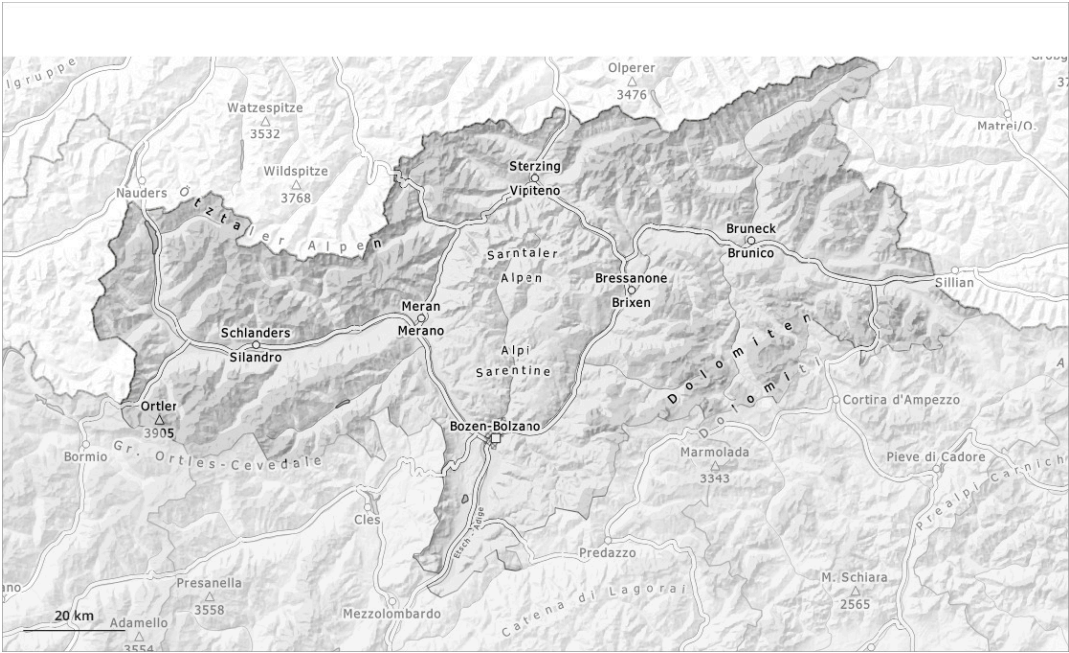 lgruppe
Olperer
3476
Watzespitze
3532
Matrei/O.
Wildspitze
3768
Sterzing
Vipiteno
Nauders
Ötztaler Alpen
Bruneck
Brunico
Sarntaler
Alpen
Bressanone
Brixen
Sillian
Meran
Merano
Schlanders
Silandro
Dolomiten
Dolomiti
Alpi
Sarentine
Ortler
3905
Cortina d'Ampezzo
Bozen-Bolzano
Bormio
Gr. Ortles-Cevedale
Marmolada
3343
Pieve di Cadore
Prealpi Carnich
Cles
Etsch - Adige
Predazzo
Presanella
3558
M. Schiara
2565
Catena di Lagorai
Mezzolombardo
20 km
Adamello
3554